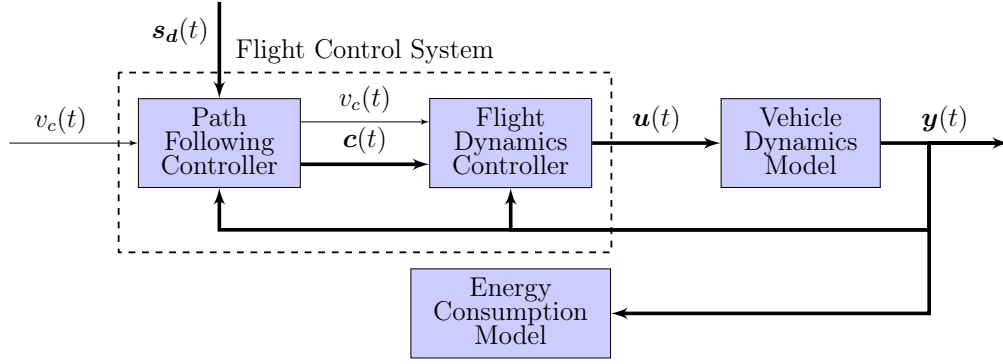 s_d(t)
Flight Control System
v_c(t)
Path
Following
Controller
v_c(t)
c(t)
Flight
Dynamics
Controller
u(t)
Vehicle
Dynamics
Model
y(t)
Energy
Consumption
Model